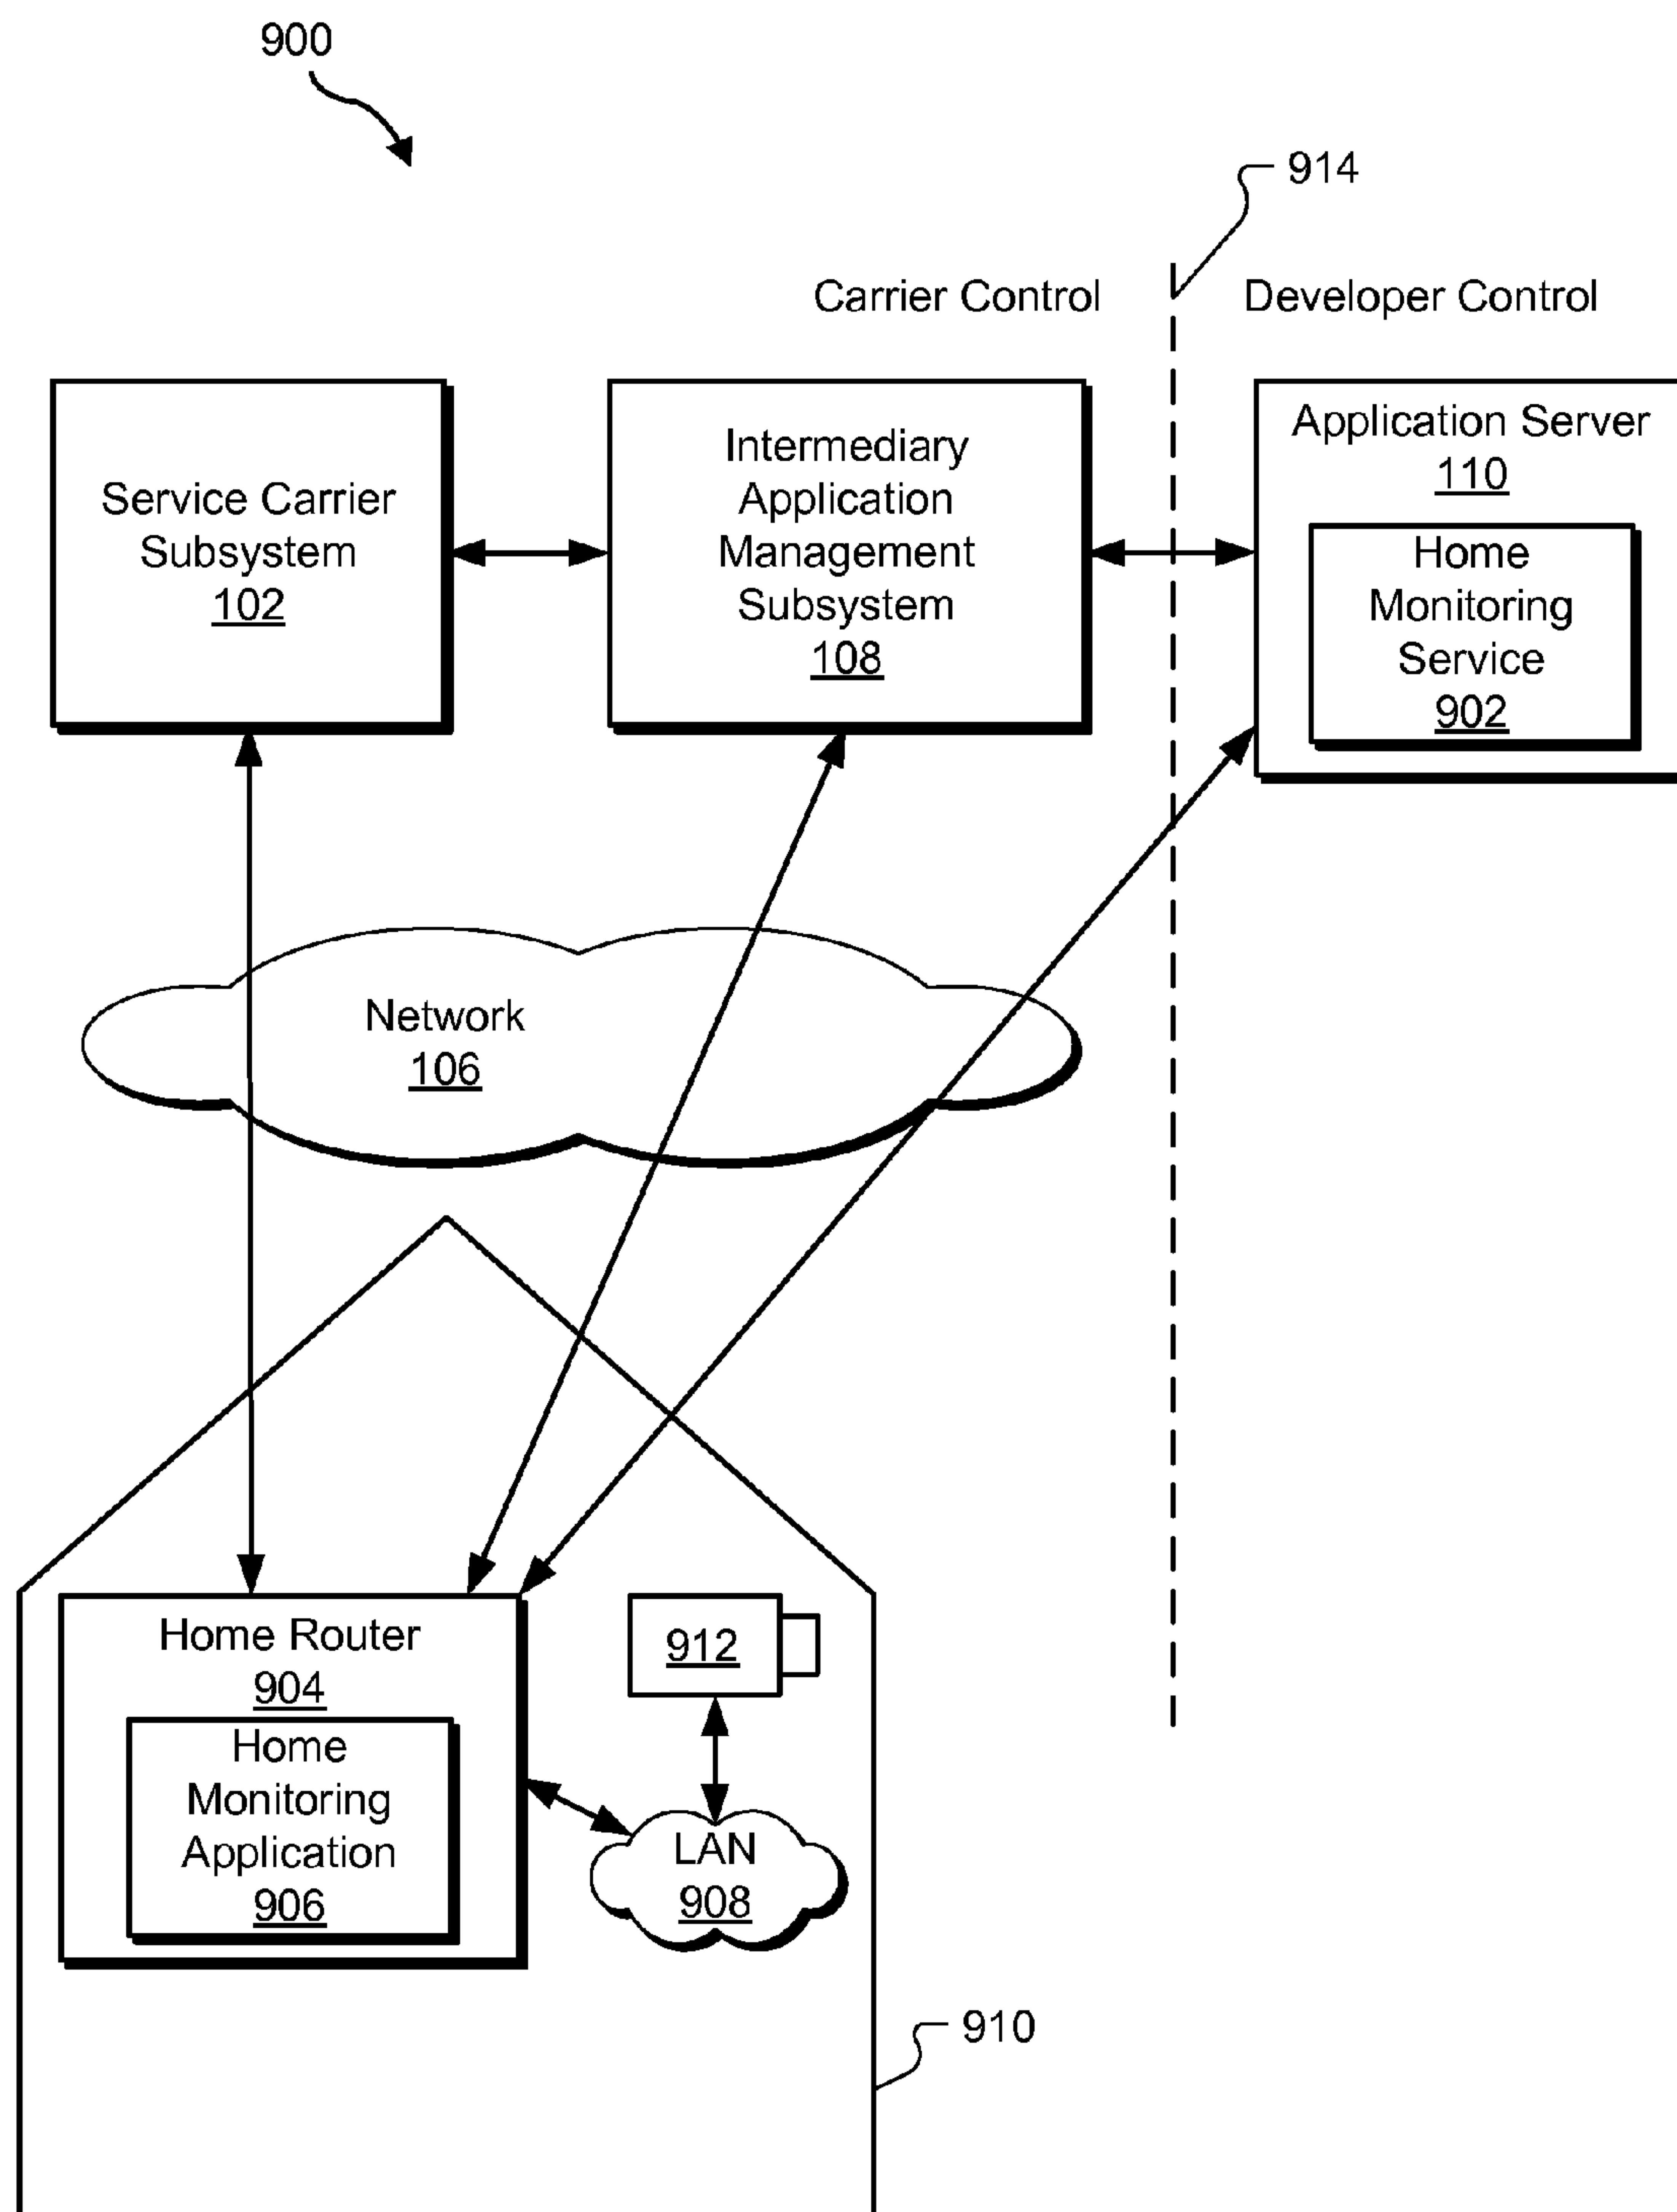 900
914
Carrier Control
Developer Control
Service Carrier
Subsystem
102
Intermediary
Application
Management
Subsystem
108
Application Server
110
Home
Monitoring
Service
902
Network
106
Home Router
904
Home
Monitoring
Application
906
912
LAN
908
910